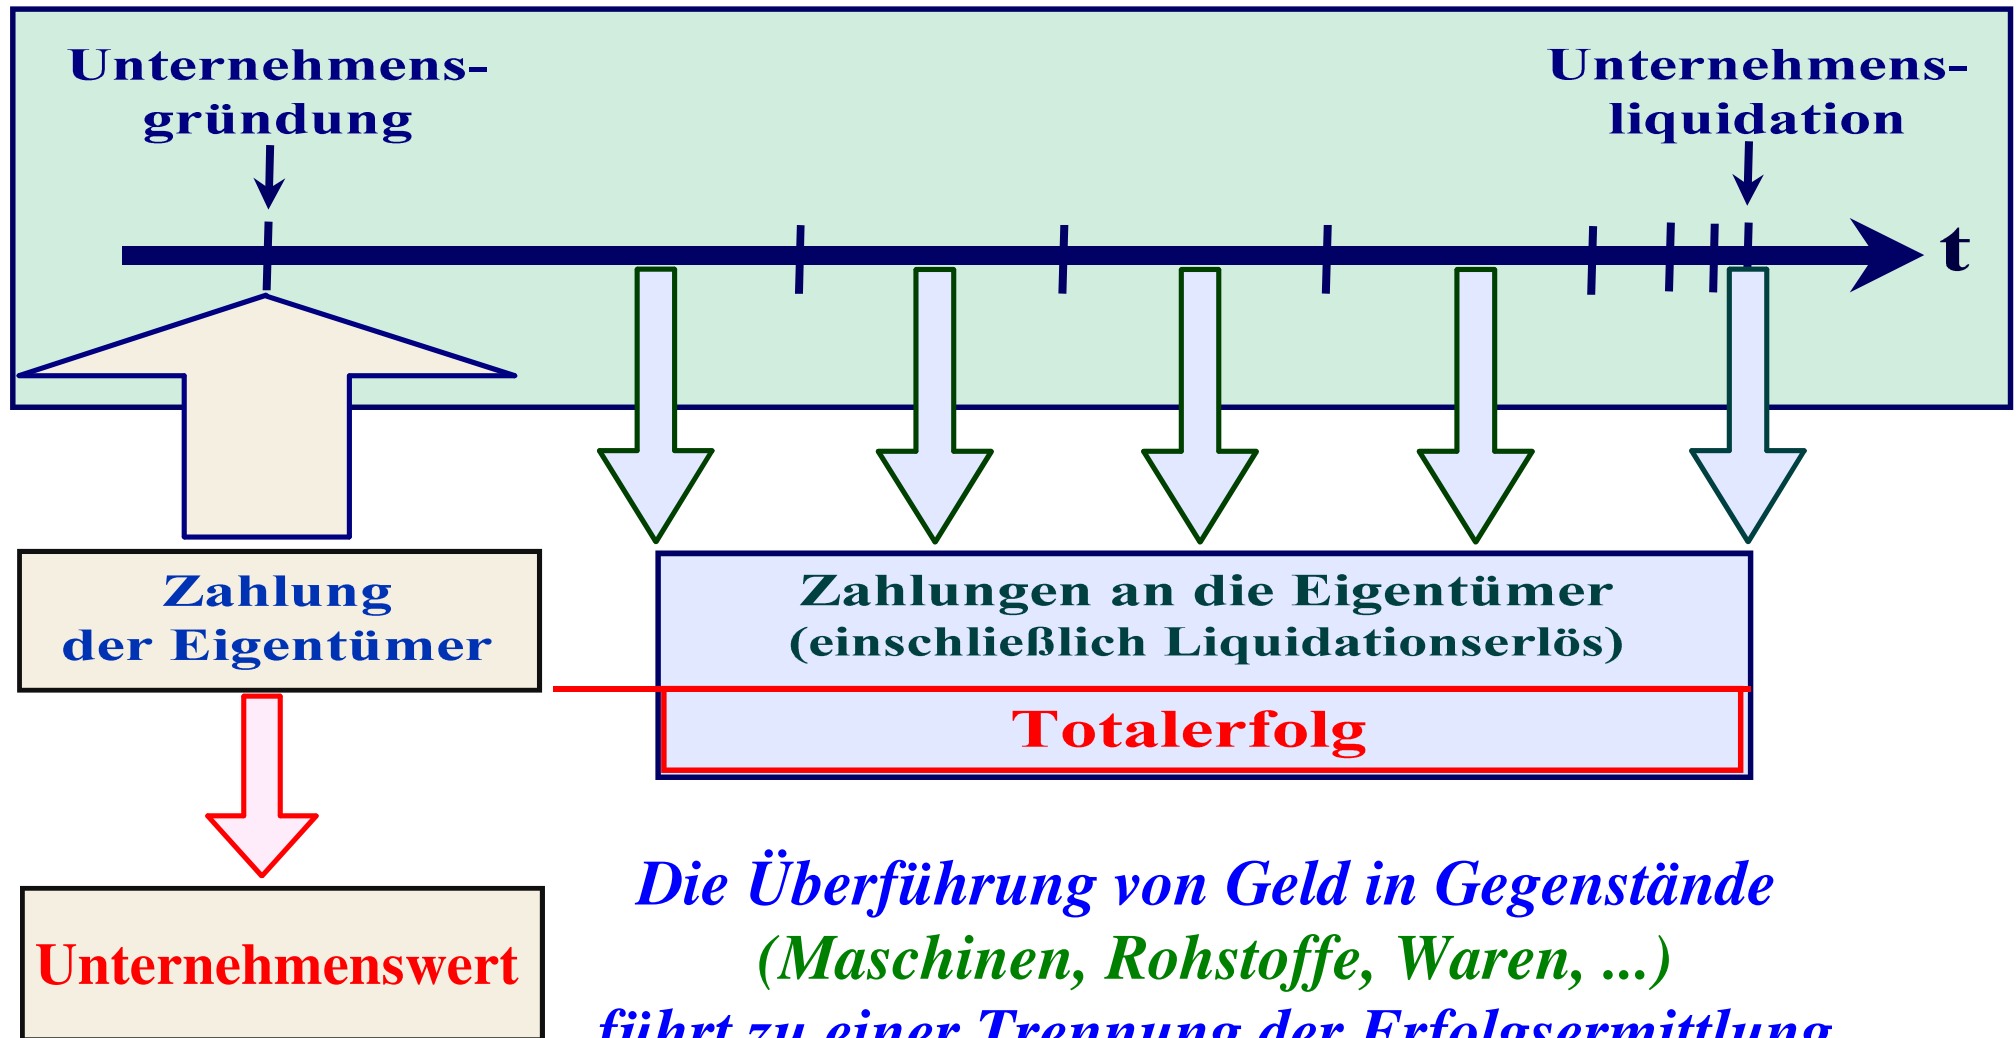 Unternehmens-
gründung
Unternehmens-
liquidation
t
Zahlung
der Eigentümer
Zahlungen an die Eigentümer
(einschließlich Liquidationserlös)
Totalerfolg
Unternehmenswert
Die Überführung von Geld in Gegenstände
(Maschinen, Rohstoffe, Waren, ...)
führt zu einer Trennung der Erfolgsermittlung